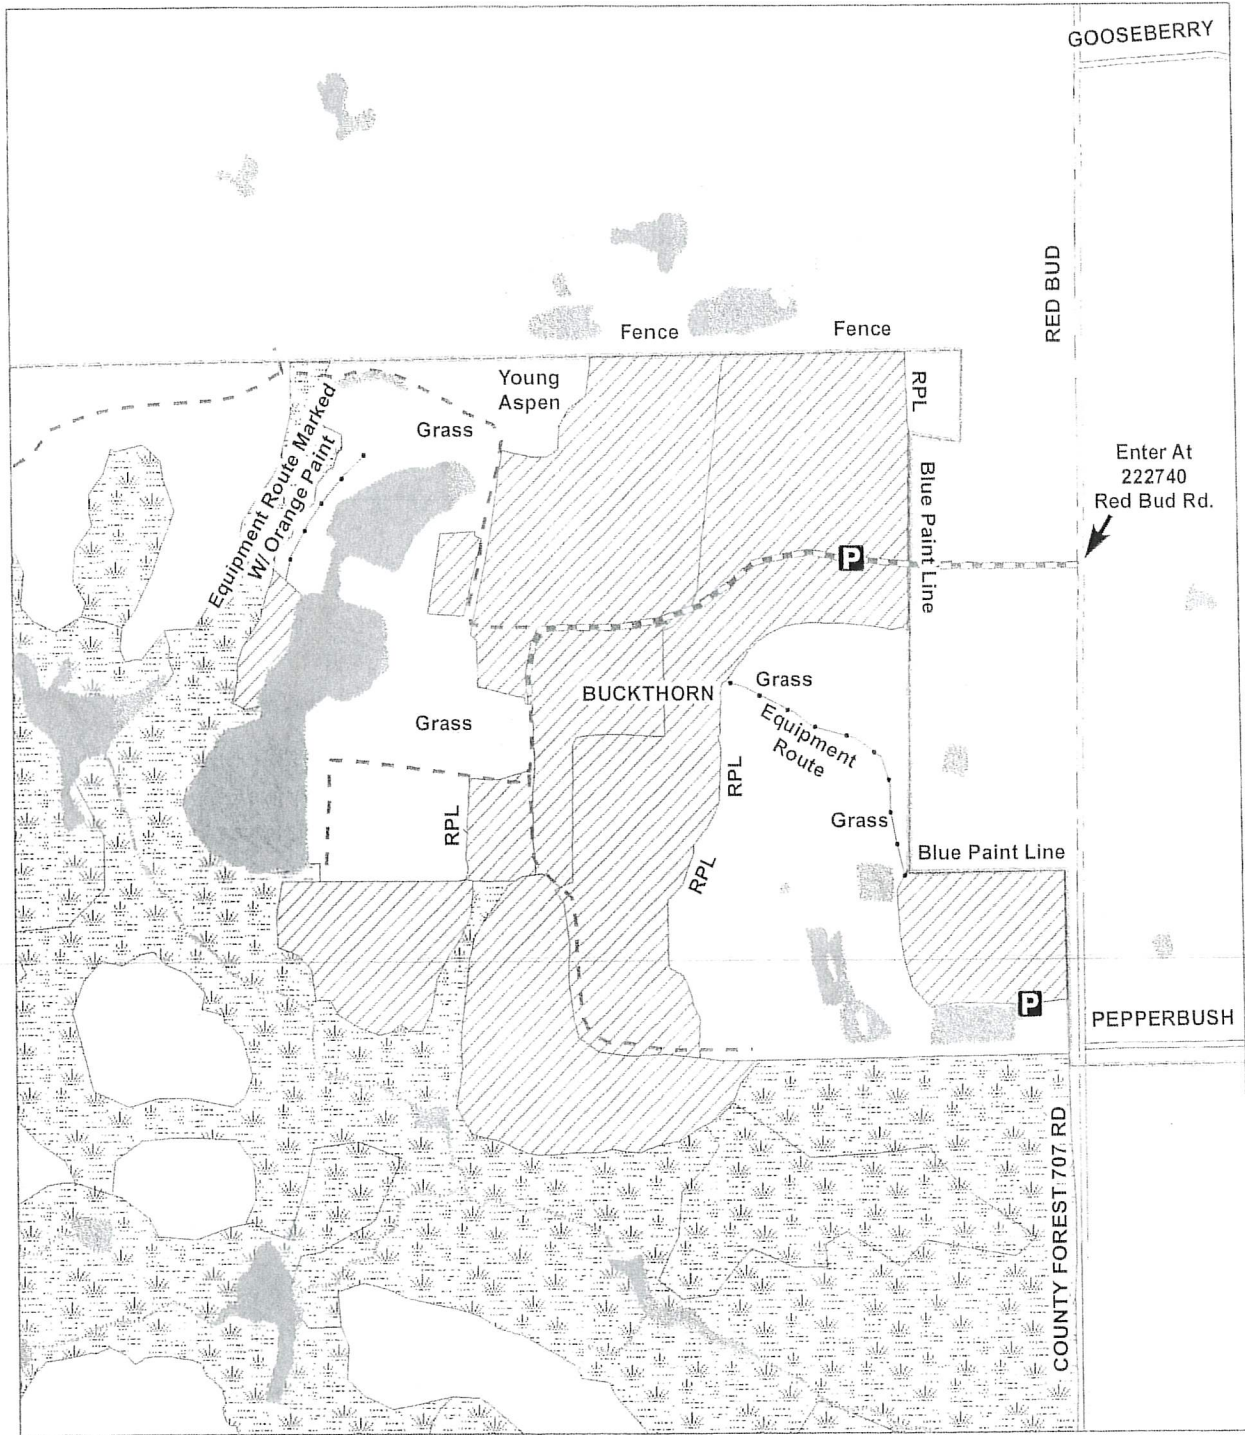 GOOSEBERRY
RED BUD
Fence
Fence
Young
Aspen
RPL
Grass
Equipment Route Marked
W/ Orange Paint
Enter At
222740
Red Bud Rd.
Blue Paint Line
P
BUCKTHORN
Grass
Equipment
Route
Grass
RPL
RPL
Grass
RPL
Blue Paint Line
P
PEPPERBUSH
COUNTY FOREST 707 RD